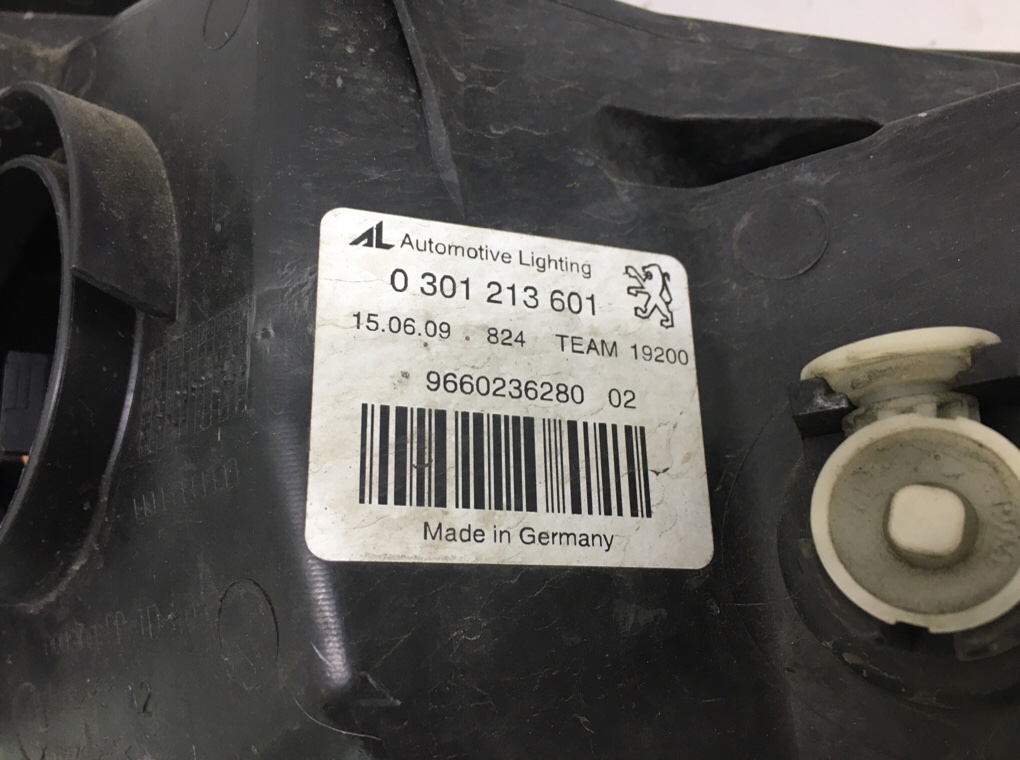 AL Automotive Lighting
0 301 213 601
15.06.09 . 824 TEAM 19200
9660236280 02
Made in Germany